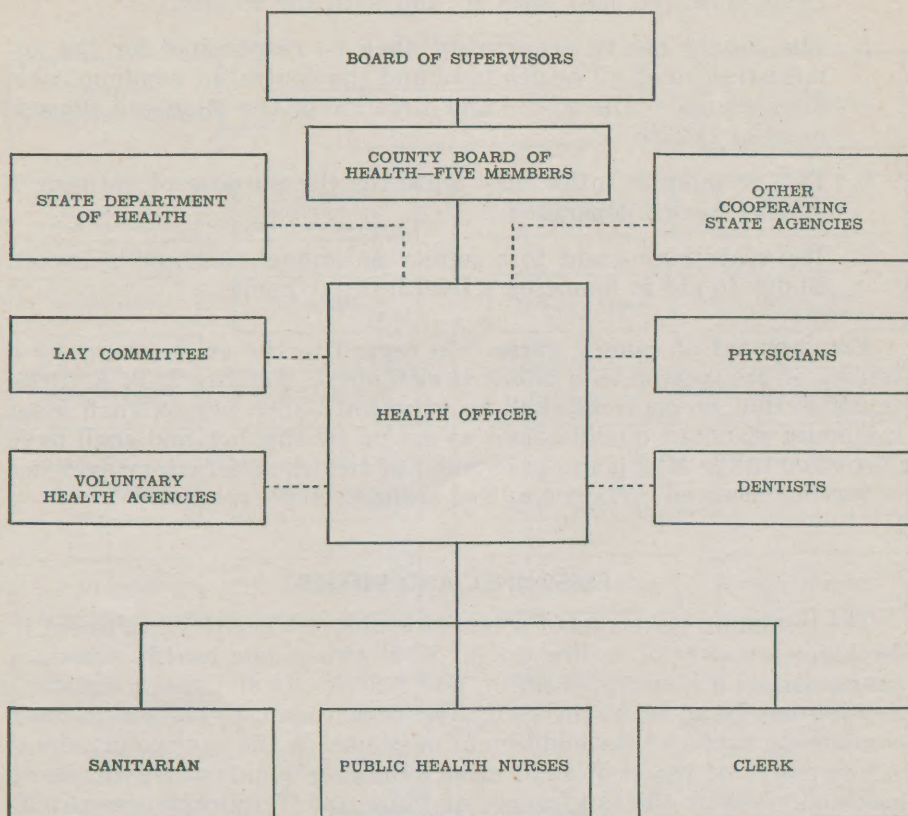 BOARD OF SUPERVISORS
COUNTY BOARD OF
HEALTH—FIVE MEMBERS
STATE DEPARTMENT
OF HEALTH
OTHER
COOPERATING
STATE AGENCIES
LAY COMMITTEE
HEALTH OFFICER
PHYSICIANS
VOLUNTARY
HEALTH AGENCIES
DENTISTS
SANITARIAN
PUBLIC HEALTH NURSES
CLERK